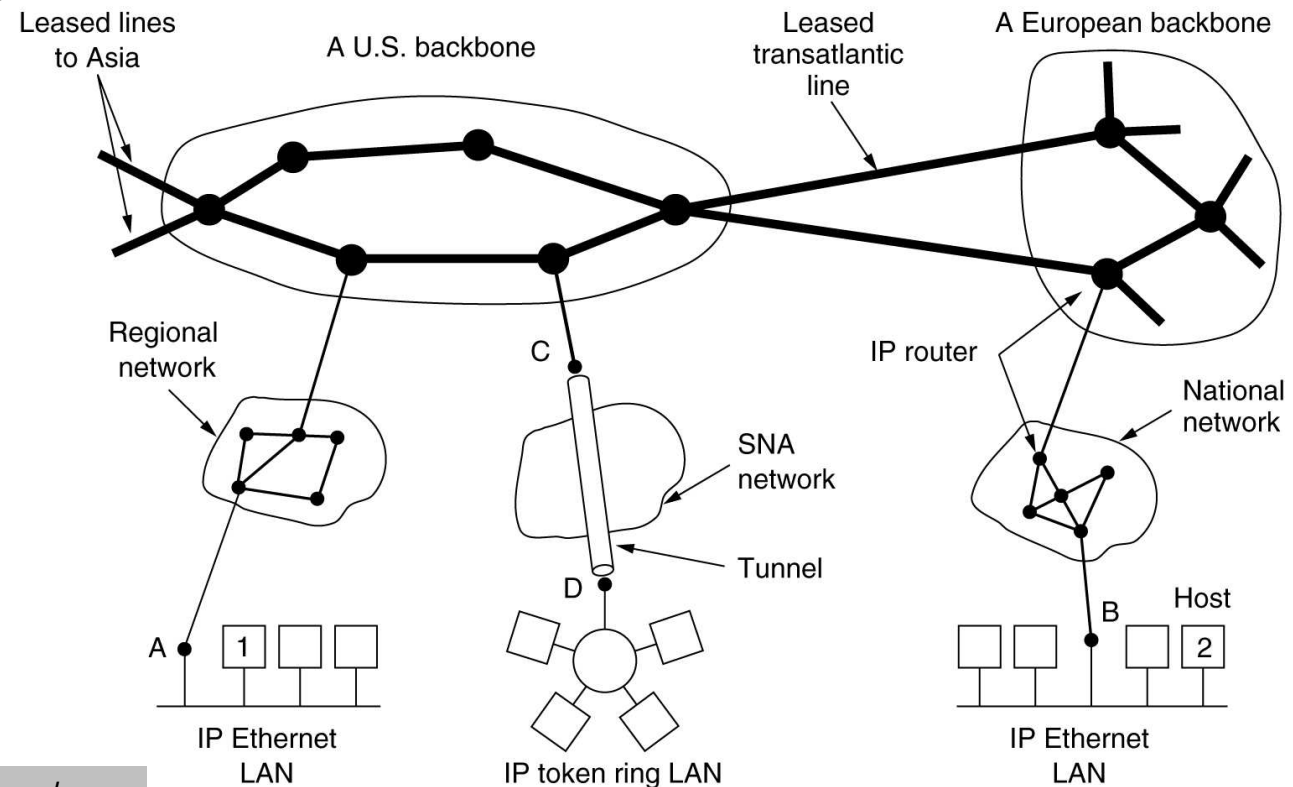 Leased lines
to Asia
A U.S. backbone
Leased
transatlantic
line
A European backbone
Regional
network
C
IP router
National
network
SNA
network
Tunnel
D
A
1
B
Host
2
IP Ethernet
LAN
IP token ring LAN
IP Ethernet
LAN